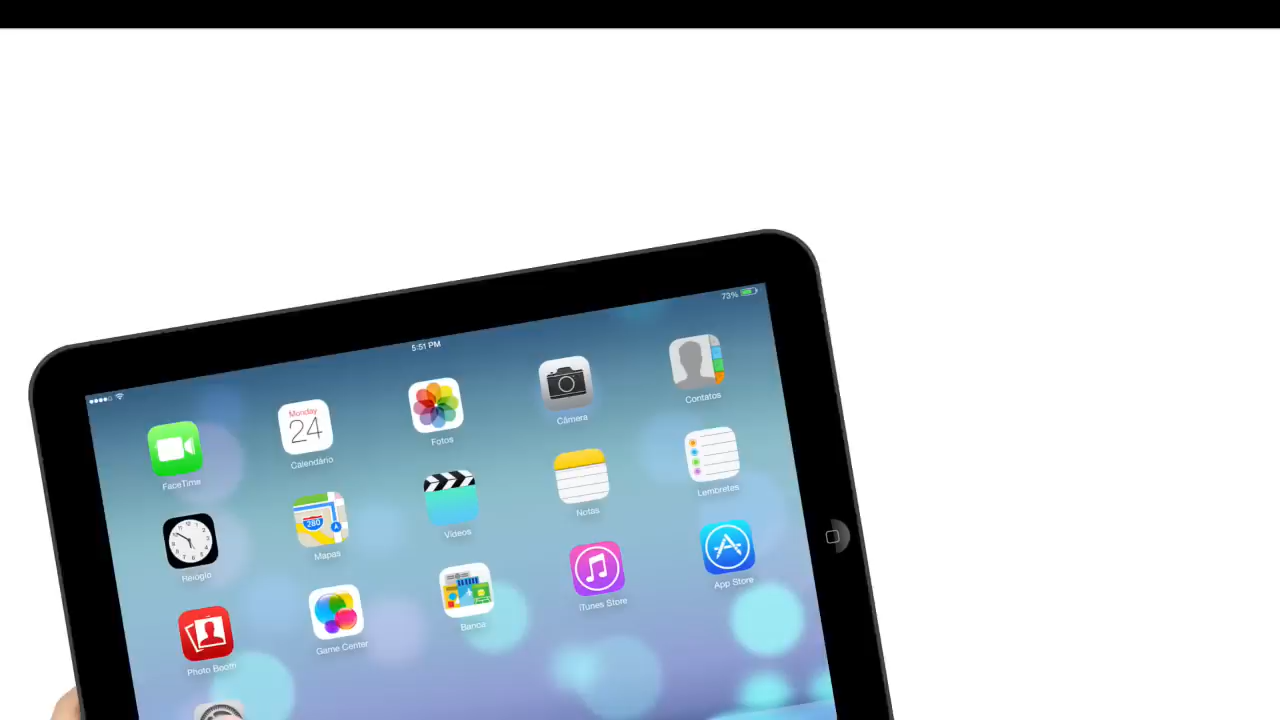 5:51 PM
73%
FaceTime
Monday
24
Calendário
Fotos
Câmera
Contatos
Relógio
280
A
Mapas
Vídeos
Notas
Lembretes
Photo Booth
Game Center
Banca
iTunes Store
App Store